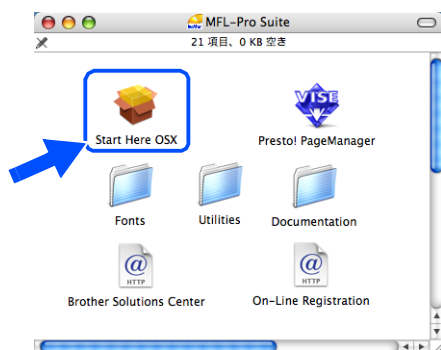 MFL-Pro Suite
21 項目、0 KB 空き
Start Here OSX
VISE
Presto! PageManager
Fonts
Utilities
Documentation
@
HTTP
@
HTTP
Brother Solutions Center
On-Line Registration